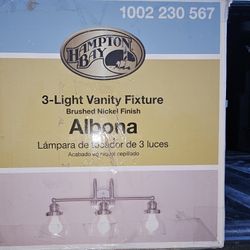 1002 230 567
HAMPTON
BAY
3-Light Vanity Fixture
Brushed Nickel Finish
Albona
Lámpara de tocador de 3 luces
Acabado en níquel cepillado